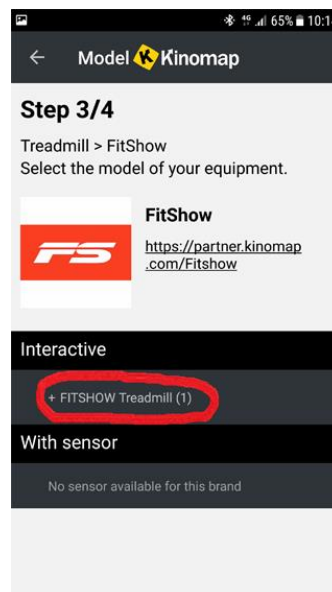 65% 10:1
Model Kinomap
Step 3/4
Treadmill > FitShow
Select the model of your equipment.
FitShow
FS
https://partner.kinomap
.com/Fitshow
Interactive
+ FITSHOW Treadmill (1)
With sensor
No sensor available for this brand